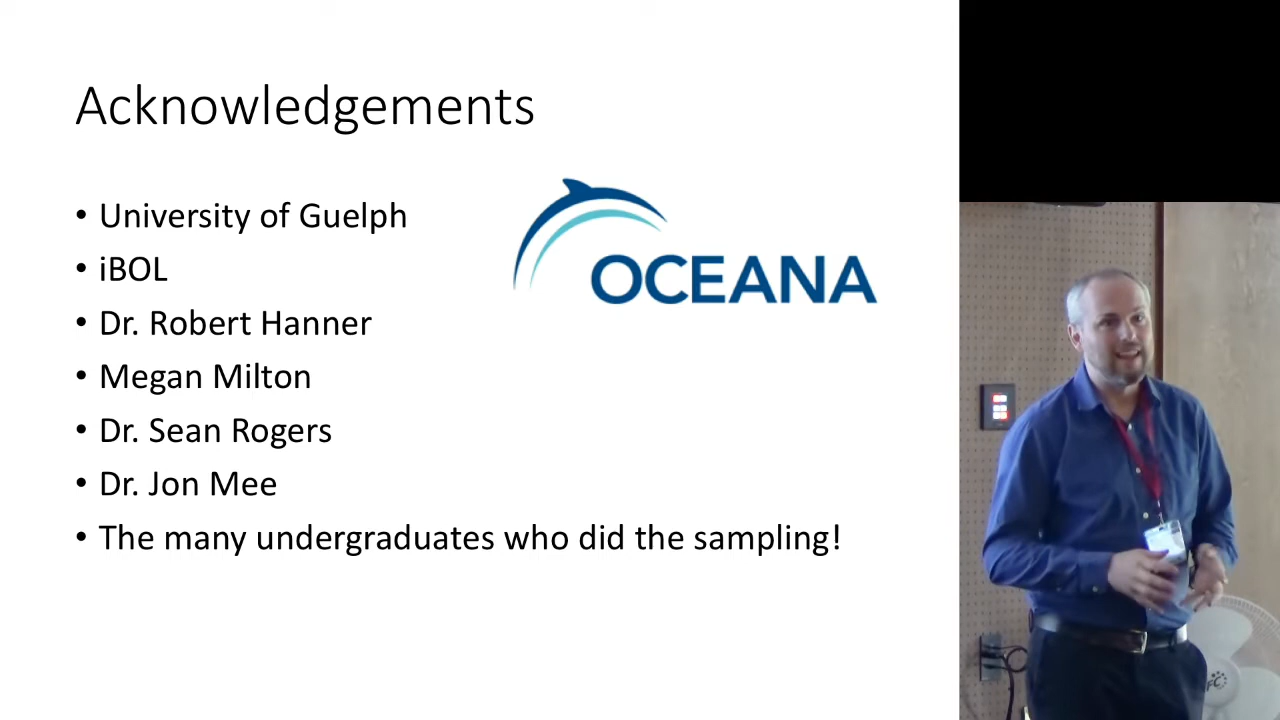 Acknowledgements
• University of Guelph
• iBOL
• Dr. Robert Hanner
• Megan Milton
• Dr. Sean Rogers
• Dr. Jon Mee
• The many undergraduates who did the sampling!
OCEANA